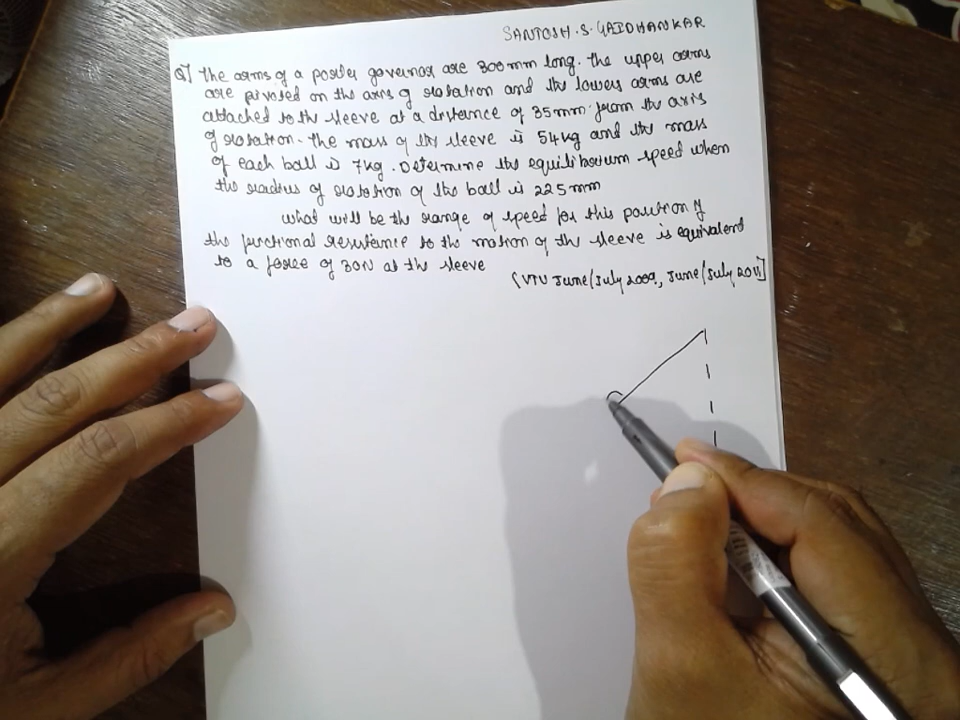 SANTOSH.S.GAIDHANKAR
Q] The arms of a porter governor are 300mm long. The upper arms
are pivoted on the axis of rotation and the lower arms are
attached to the sleeve at a distance of 35mm from the axis
of rotation. The mass of the sleeve is 54kg and the mass
of each ball is 7kg. Determine the equilibrium speed when
the radius of rotation of the ball is 225mm
What will be the range of speed for this position if
the frictional resistance to the motion of the sleeve is equivalent
to a force of 30N at the sleeve
[VTU June/July 2009, June/July 2011]